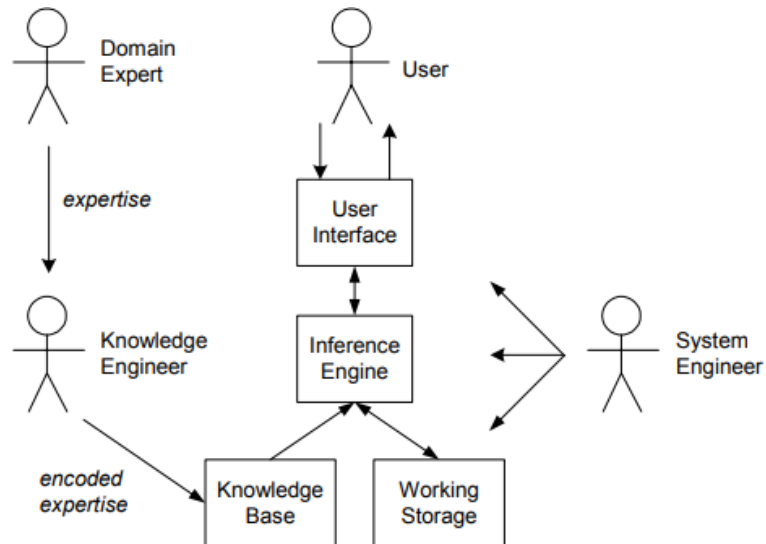 Domain
Expert
User
expertise
User
Interface
Knowledge
Engineer
Inference
Engine
System
Engineer
encoded
expertise
Knowledge
Base
Working
Storage